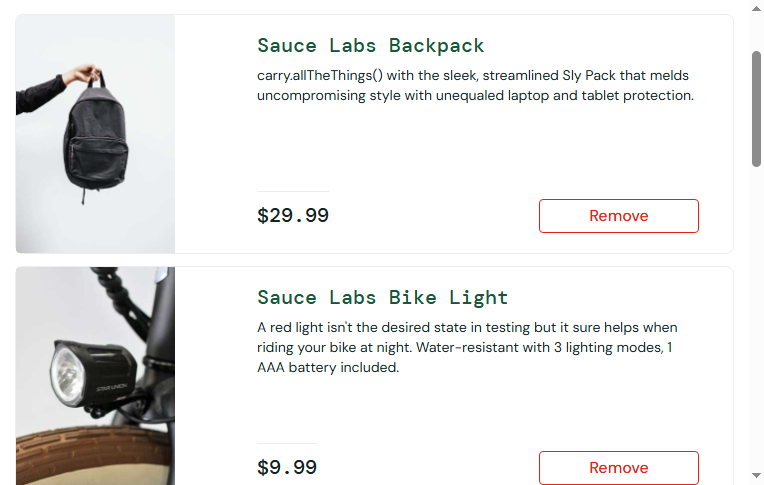 Sauce Labs Backpack
carry.allTheThings() with the sleek, streamlined Sly Pack that melds
uncompromising style with unequaled laptop and tablet protection.
$29.99
Remove
Sauce Labs Bike Light
A red light isn't the desired state in testing but it sure helps when
riding your bike at night. Water-resistant with 3 lighting modes, 1
AAA battery included.
$9.99
Remove